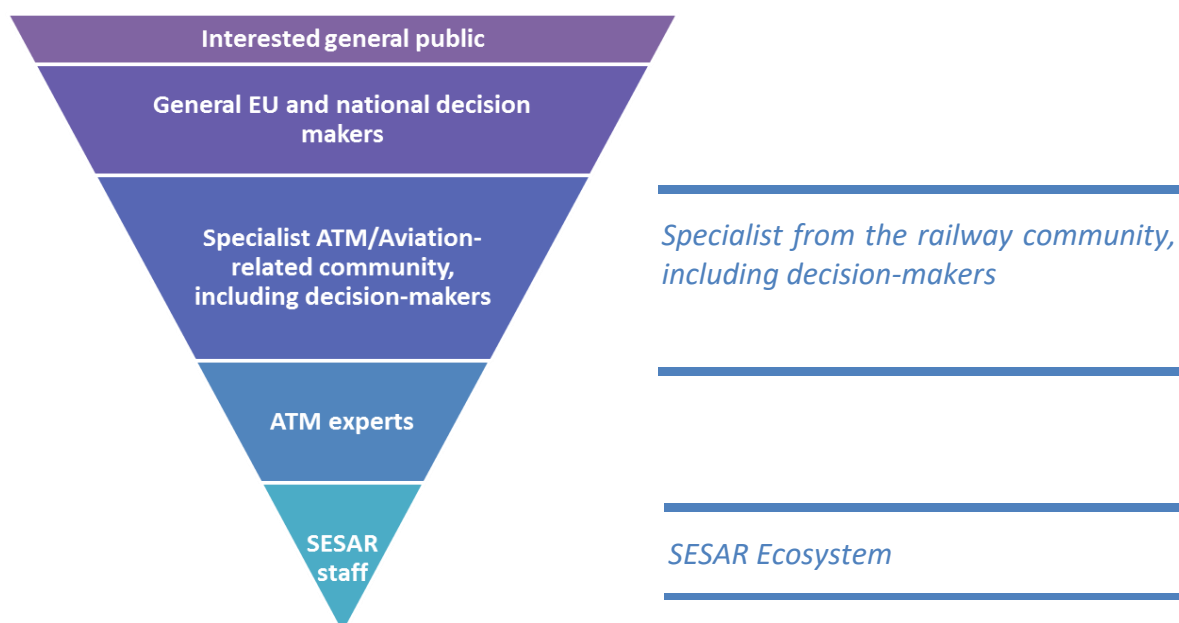 Interested general public
General EU and national decision
makers
Specialist ATM/Aviation-
related community,
including decision-makers
Specialist from the railway community,
including decision-makers
ATM experts
SESAR
staff
SESAR Ecosystem